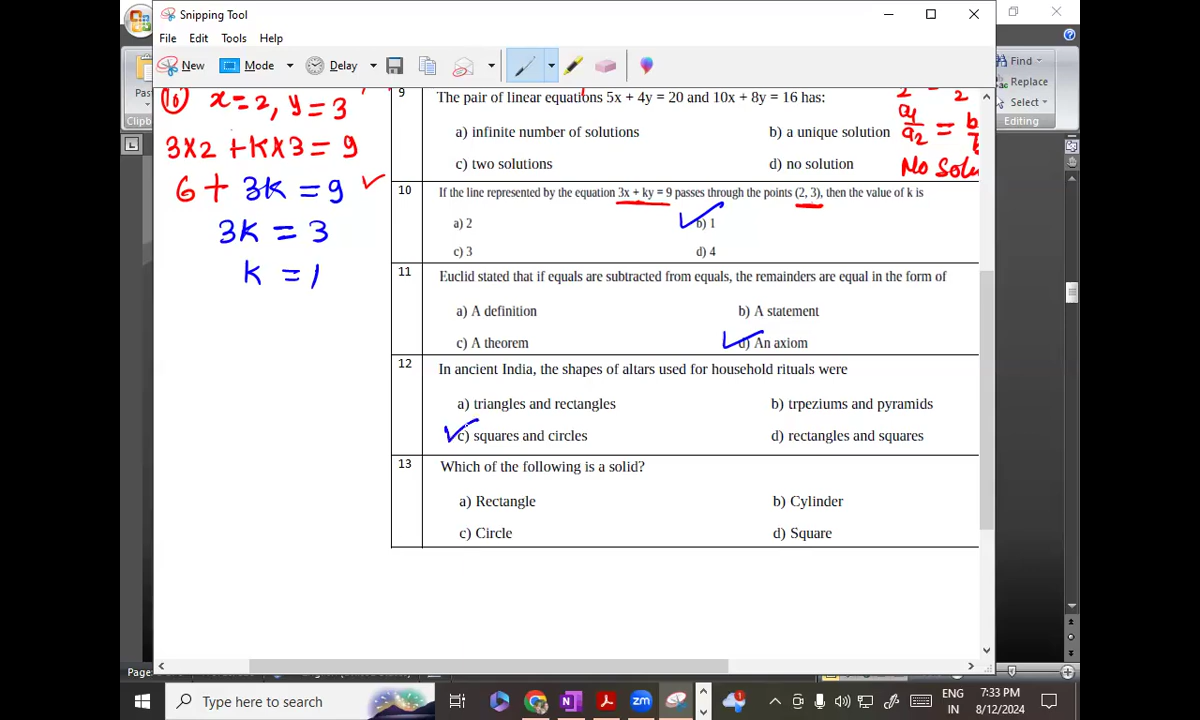 Snipping Tool
File Edit Tools Help
New Mode Delay
Find
Replace
Select
Editing
Clipb
(10) x=2, y=3
3x2 +kx3 = 9
6 + 3k = 9
3k = 3
k = 1
9 The pair of linear equations 5x + 4y = 20 and 10x + 8y = 16 has:
a) infinite number of solutions b) a unique solution
c) two solutions d) no solution
a1/a2 = b
No Solu
10 If the line represented by the equation 3x + ky = 9 passes through the points (2, 3), then the value of k is
a) 2 b) 1
c) 3 d) 4
11 Euclid stated that if equals are subtracted from equals, the remainders are equal in the form of
a) A definition b) A statement
c) A theorem d) An axiom
12 In ancient India, the shapes of altars used for household rituals were
a) triangles and rectangles b) trpeziums and pyramids
c) squares and circles d) rectangles and squares
13 Which of the following is a solid?
a) Rectangle b) Cylinder
c) Circle d) Square
Type here to search
ENG
IN
7:33 PM
8/12/2024